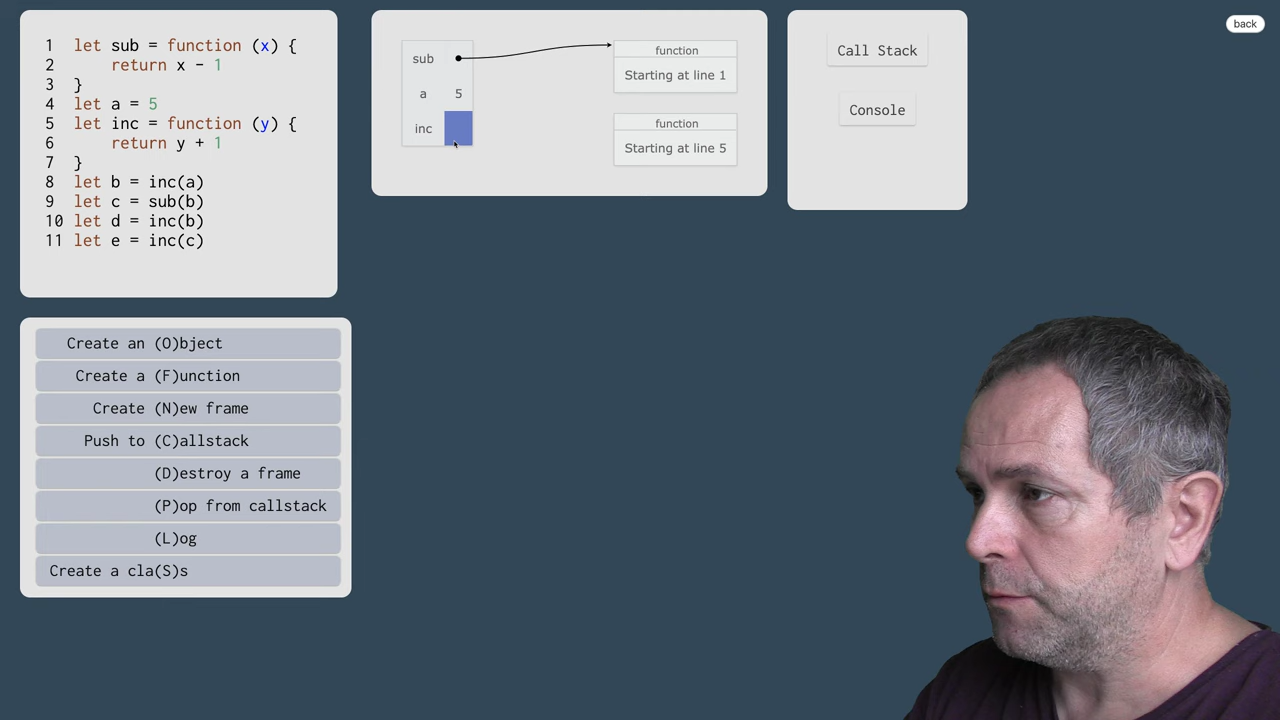 1 let sub = function (x) {
2 return x - 1
3 }
4 let a = 5
5 let inc = function (y) {
6 return y + 1
7 }
8 let b = inc(a)
9 let c = sub(b)
10 let d = inc(b)
11 let e = inc(c)
Create an (O)bject
Create a (F)unction
Create (N)ew frame
Push to (C)allstack
(D)estroy a frame
(P)op from callstack
(L)og
Create a cla(S)s
sub
a 5
inc
function
Starting at line 1
function
Starting at line 5
Call Stack
Console
back